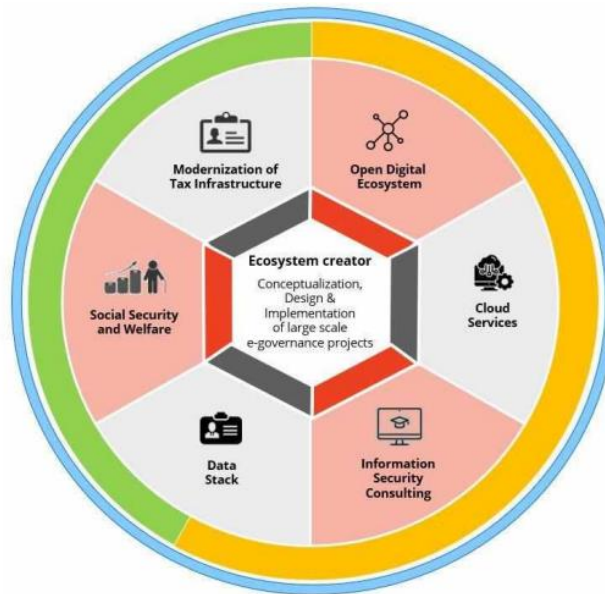 Modernization of
Tax Infrastructure
Open Digital
Ecosystem
Social Security
and Welfare
Ecosystem creator
Conceptualization,
Design &
Implementation
of large scale
e-governance projects
Cloud
Services
Data
Stack
Information
Security
Consulting